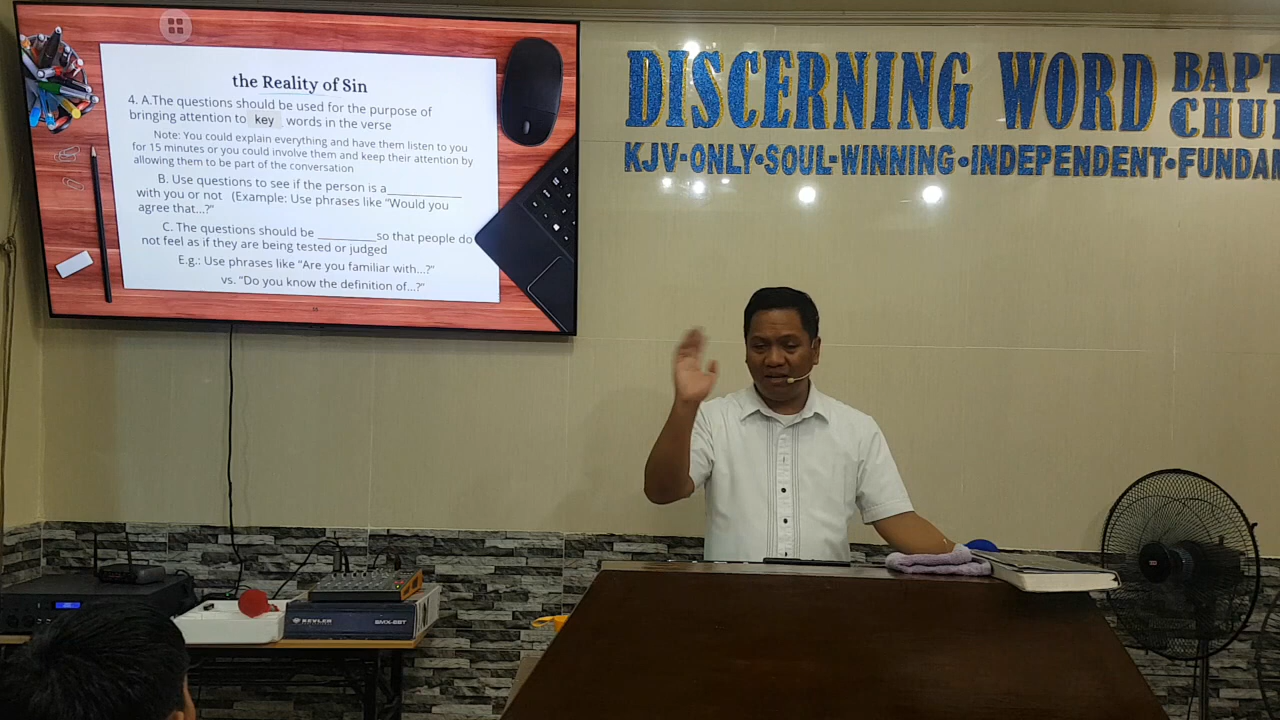 the Reality of Sin
4. A.The questions should be used for the purpose of
bringing attention to key words in the verse
Note: You could explain everything and have them listen to you
for 15 minutes or you could involve them and keep their attention by
allowing them to be part of the conversation
B. Use questions to see if the person is a____________
with you or not (Example: Use phrases like “Would you
agree that...?”
C. The questions should be __________so that people do
not feel as if they are being tested or judged
E.g.: Use phrases like “Are you familiar with...?”
vs. “Do you know the definition of...?”
DISCERNING WORD BAPT
CHU
KJV-ONLY•SOUL-WINNING•INDEPENDENT•FUNDAM
KEVLER
BMX-6BT